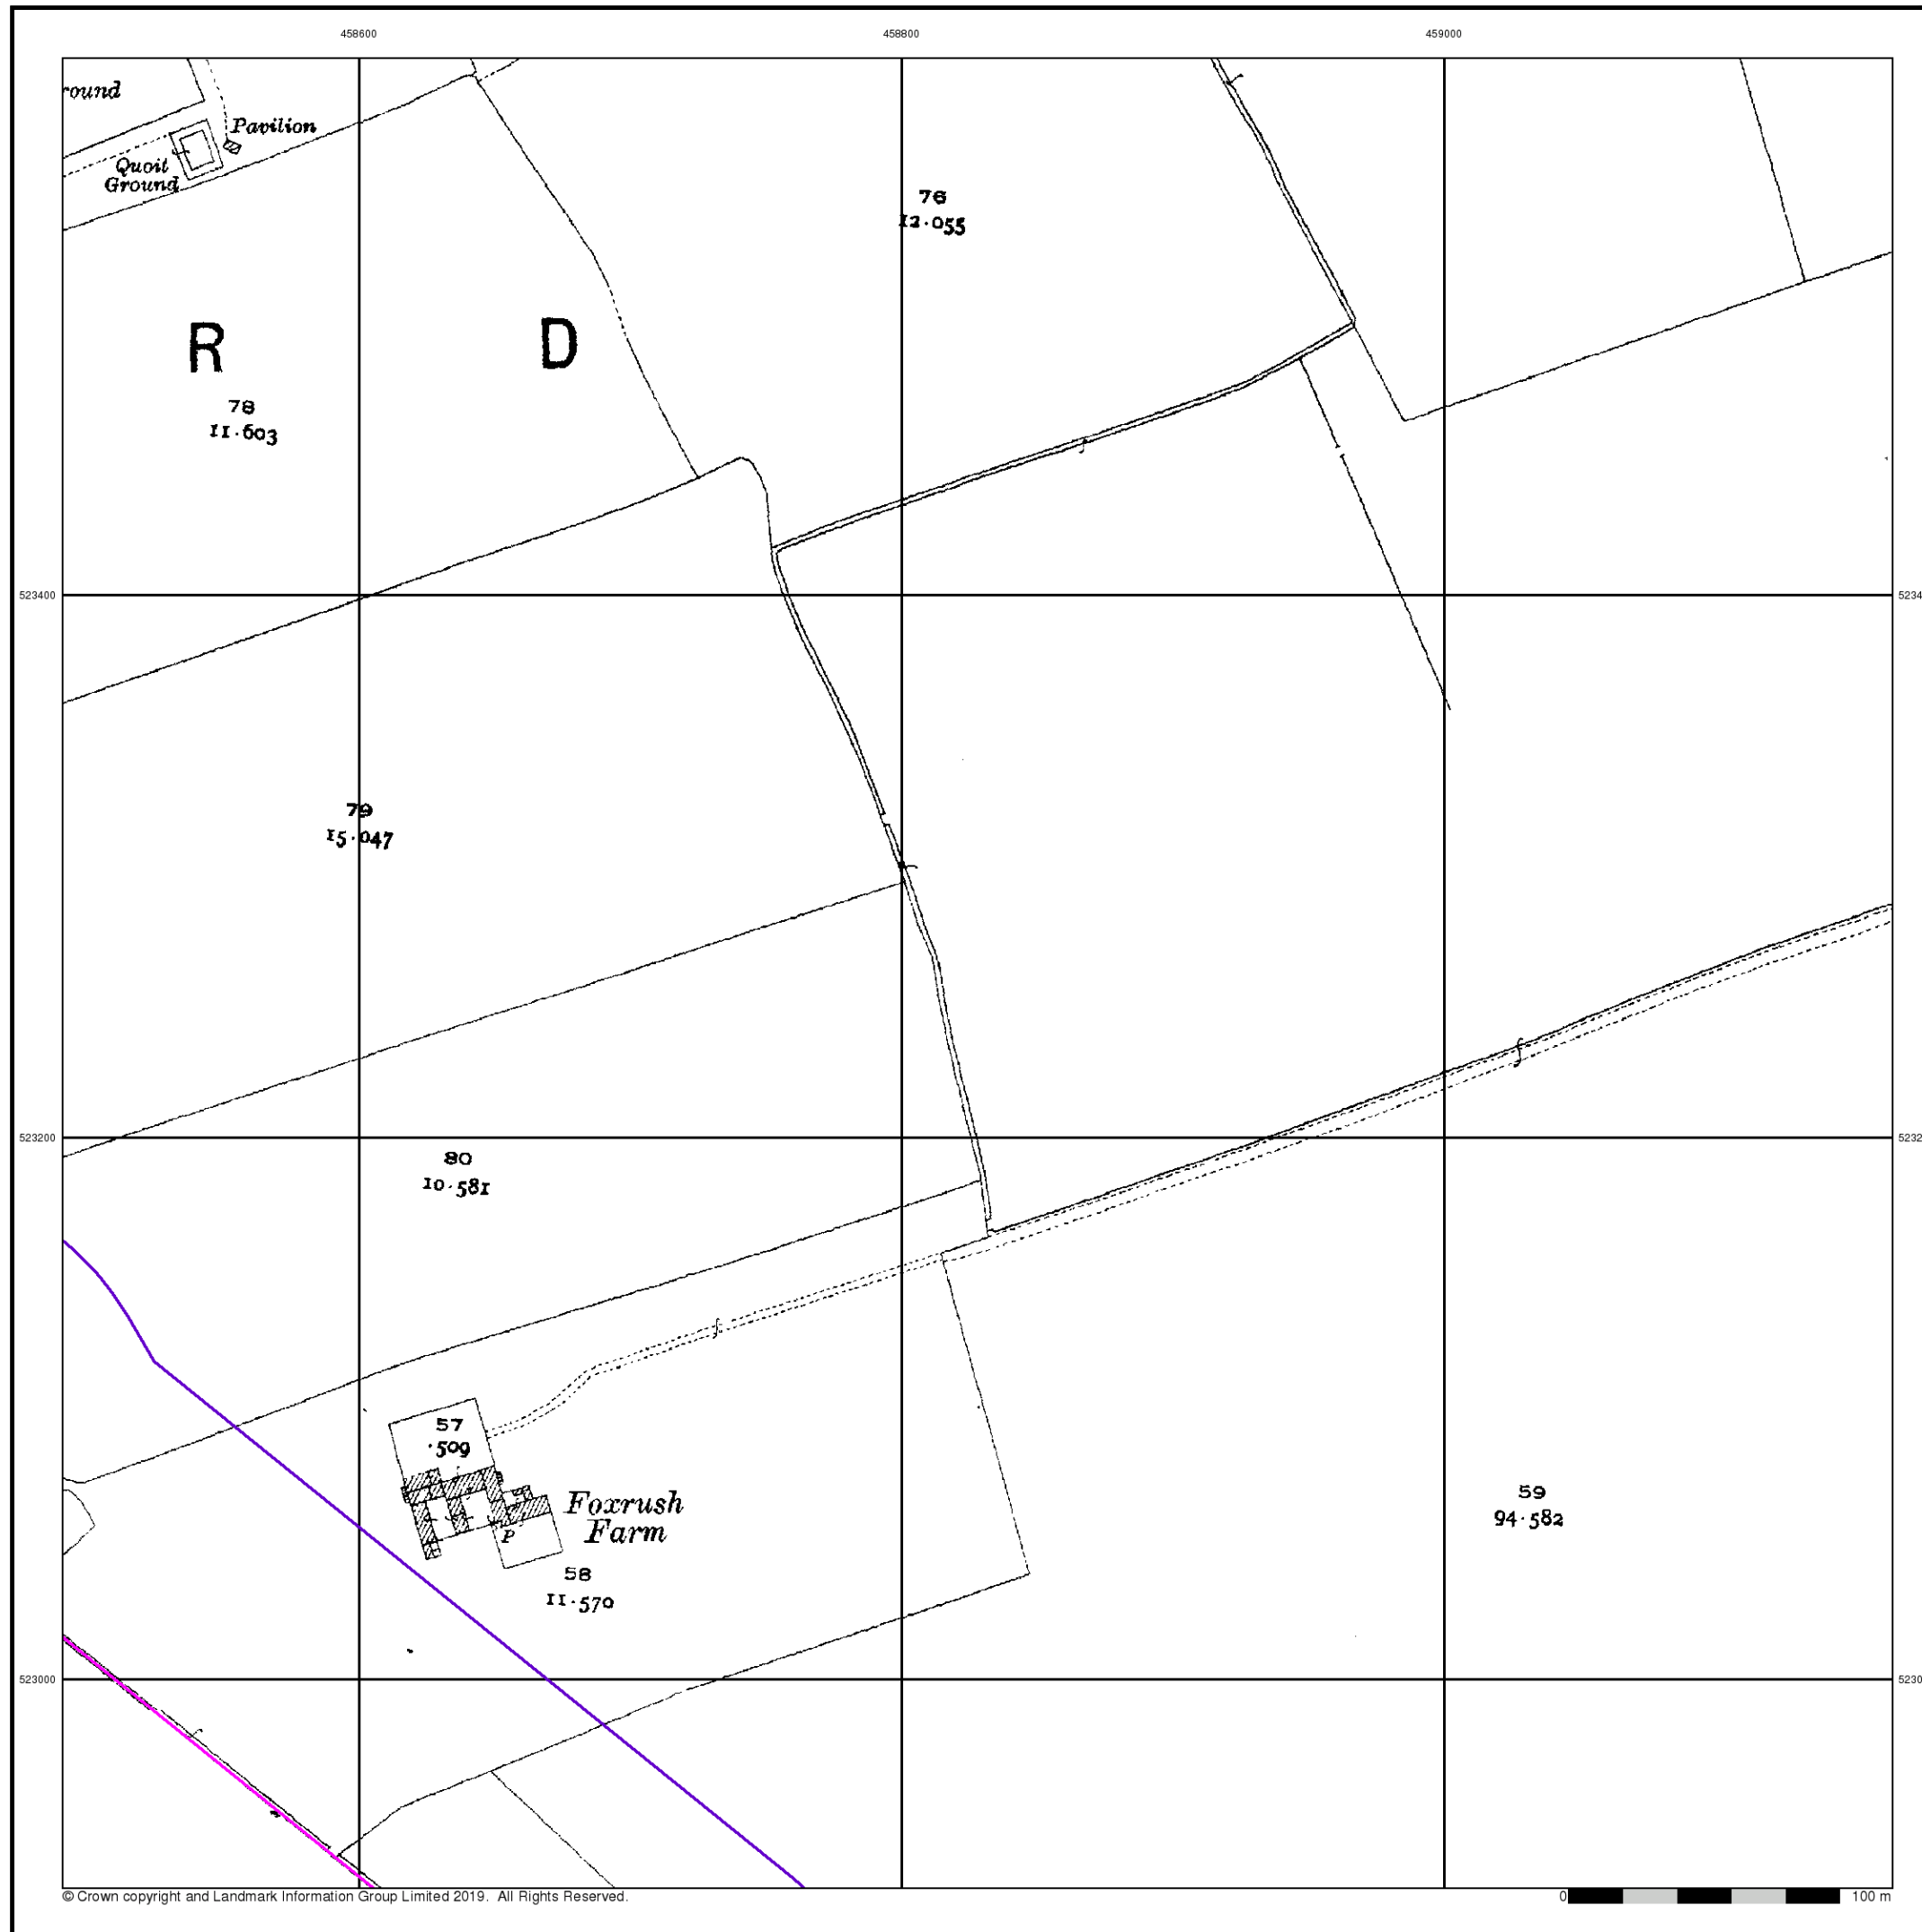 458600
458800
459000
round
Pavilion
Quoit
Ground
76
12·055
R
D
78
11·603
523400
5234
79
15·047
523200
5232
80
10·581
57
·509
Foxrush
Farm
P
59
94·582
58
11·570
523000
5230
© Crown copyright and Landmark Information Group Limited 2019. All Rights Reserved.
0
100 m